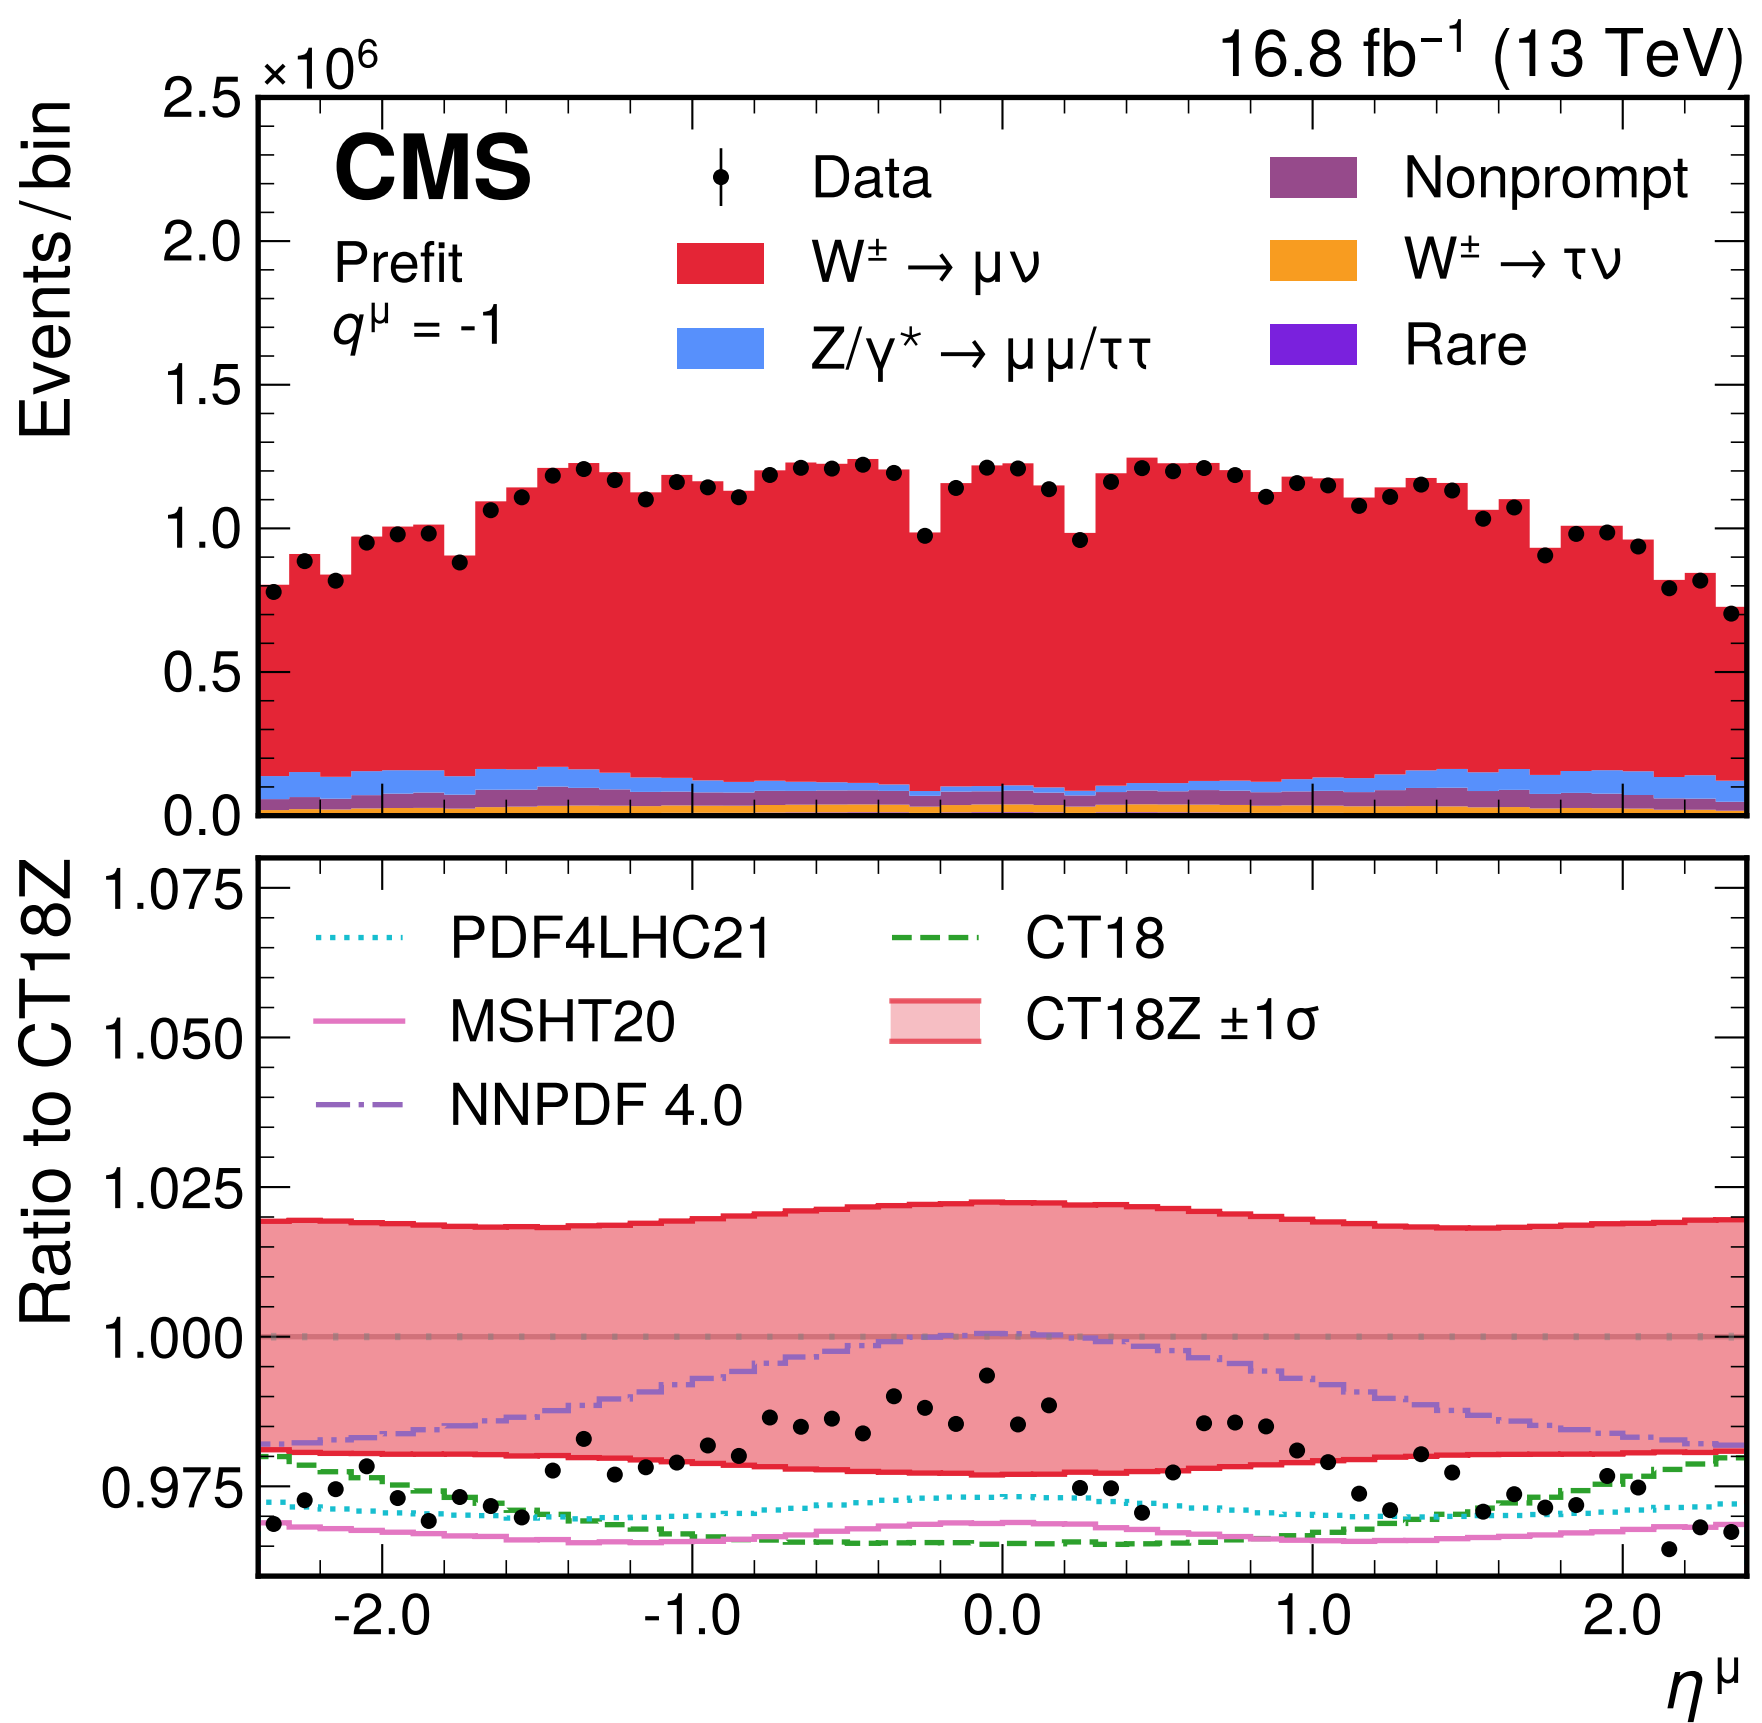 ×10⁶
16.8 fb⁻¹ (13 TeV)
Events / bin
2.5
2.0
1.5
1.0
0.5
0.0
CMS
Prefit
qᵘ = -1
Data
W± → μν
Z/γ* → μμ/ττ
Nonprompt
W± → τν
Rare
Ratio to CT18Z
1.075
1.050
1.025
1.000
0.975
PDF4LHC21
MSHT20
NNPDF 4.0
CT18
CT18Z ±1σ
-2.0 -1.0 0.0 1.0 2.0
η^μ